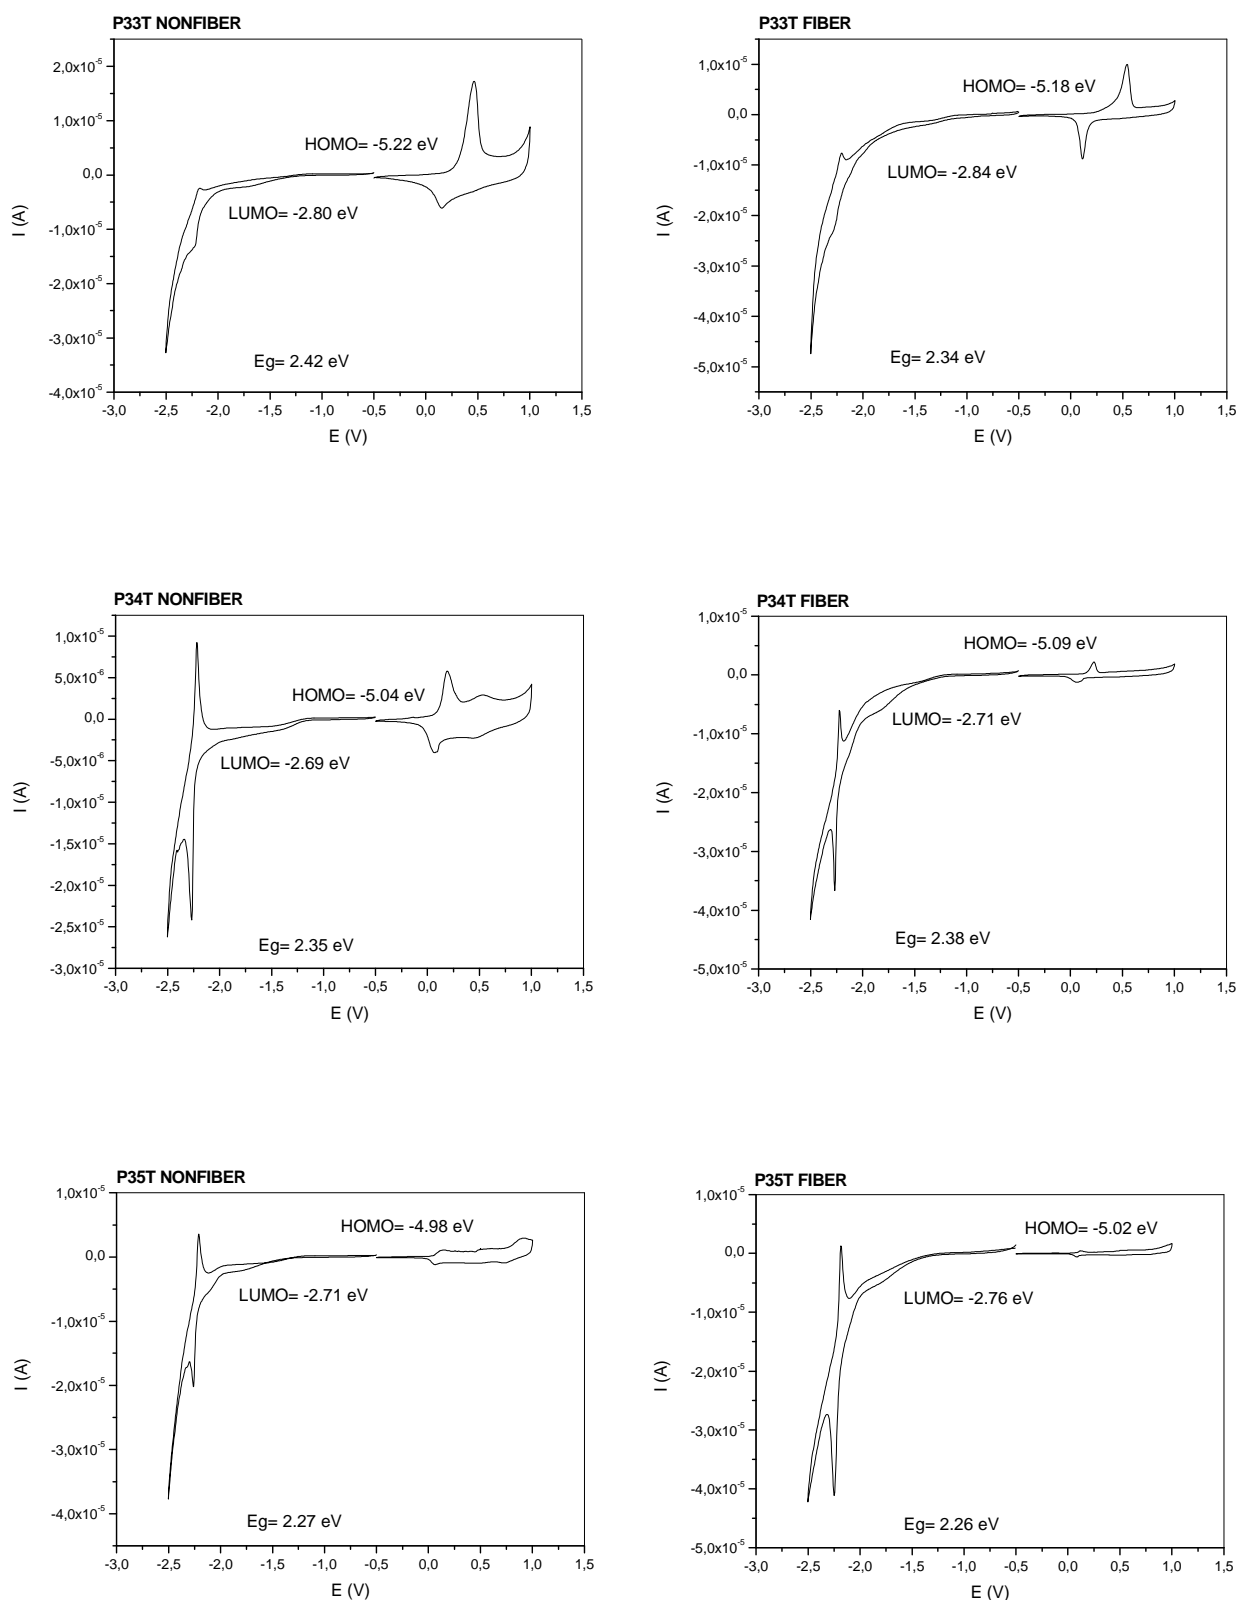 P33T NONFIBER
2,0x10⁻⁵
1,0x10⁻⁵
0,0
-1,0x10⁻⁵
-2,0x10⁻⁵
-3,0x10⁻⁵
-4,0x10⁻⁵
I (A)
HOMO= -5.22 eV
LUMO= -2.80 eV
Eg= 2.42 eV
-3,0 -2,5 -2,0 -1,5 -1,0 -0,5 0,0 0,5 1,0 1,5
E (V)
P33T FIBER
1,0x10⁻⁵
0,0
-1,0x10⁻⁵
-2,0x10⁻⁵
-3,0x10⁻⁵
-4,0x10⁻⁵
-5,0x10⁻⁵
I (A)
HOMO= -5.18 eV
LUMO= -2.84 eV
Eg= 2.34 eV
-3,0 -2,5 -2,0 -1,5 -1,0 -0,5 0,0 0,5 1,0 1,5
E (V)
P34T NONFIBER
1,0x10⁻⁵
5,0x10⁻⁶
0,0
-5,0x10⁻⁶
-1,0x10⁻⁵
-1,5x10⁻⁵
-2,0x10⁻⁵
-2,5x10⁻⁵
-3,0x10⁻⁵
I (A)
HOMO= -5.04 eV
LUMO= -2.69 eV
Eg= 2.35 eV
-3,0 -2,5 -2,0 -1,5 -1,0 -0,5 0,0 0,5 1,0 1,5
E (V)
P34T FIBER
1,0x10⁻⁵
0,0
-1,0x10⁻⁵
-2,0x10⁻⁵
-3,0x10⁻⁵
-4,0x10⁻⁵
-5,0x10⁻⁵
I (A)
HOMO= -5.09 eV
LUMO= -2.71 eV
Eg= 2.38 eV
-3,0 -2,5 -2,0 -1,5 -1,0 -0,5 0,0 0,5 1,0 1,5
E (V)
P35T NONFIBER
1,0x10⁻⁵
0,0
-1,0x10⁻⁵
-2,0x10⁻⁵
-3,0x10⁻⁵
-4,0x10⁻⁵
I (A)
HOMO= -4.98 eV
LUMO= -2.71 eV
Eg= 2.27 eV
-3,0 -2,5 -2,0 -1,5 -1,0 -0,5 0,0 0,5 1,0 1,5
E (V)
P35T FIBER
1,0x10⁻⁵
0,0
-1,0x10⁻⁵
-2,0x10⁻⁵
-3,0x10⁻⁵
-4,0x10⁻⁵
-5,0x10⁻⁵
I (A)
HOMO= -5.02 eV
LUMO= -2.76 eV
Eg= 2.26 eV
-3,0 -2,5 -2,0 -1,5 -1,0 -0,5 0,0 0,5 1,0 1,5
E (V)